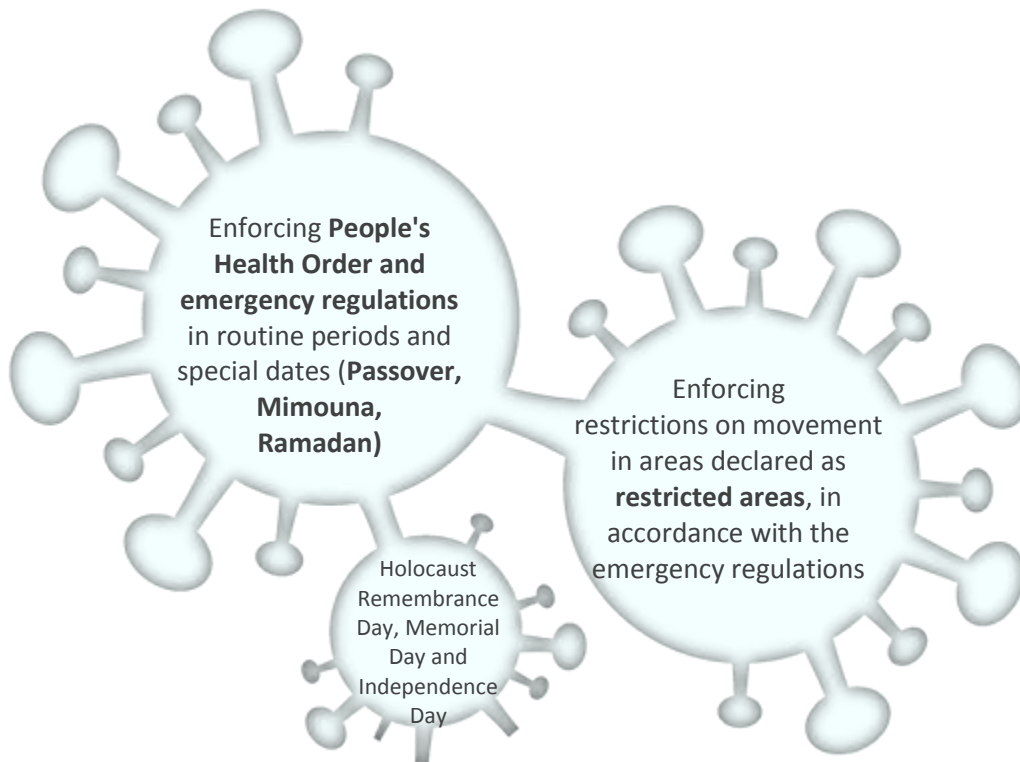 Enforcing People's
Health Order and
emergency regulations
in routine periods and
special dates (Passover,
Mimouna,
Ramadan)
Enforcing
restrictions on movement
in areas declared as
restricted areas, in
accordance with the
emergency regulations
Holocaust
Remembrance
Day, Memorial
Day and
Independence
Day